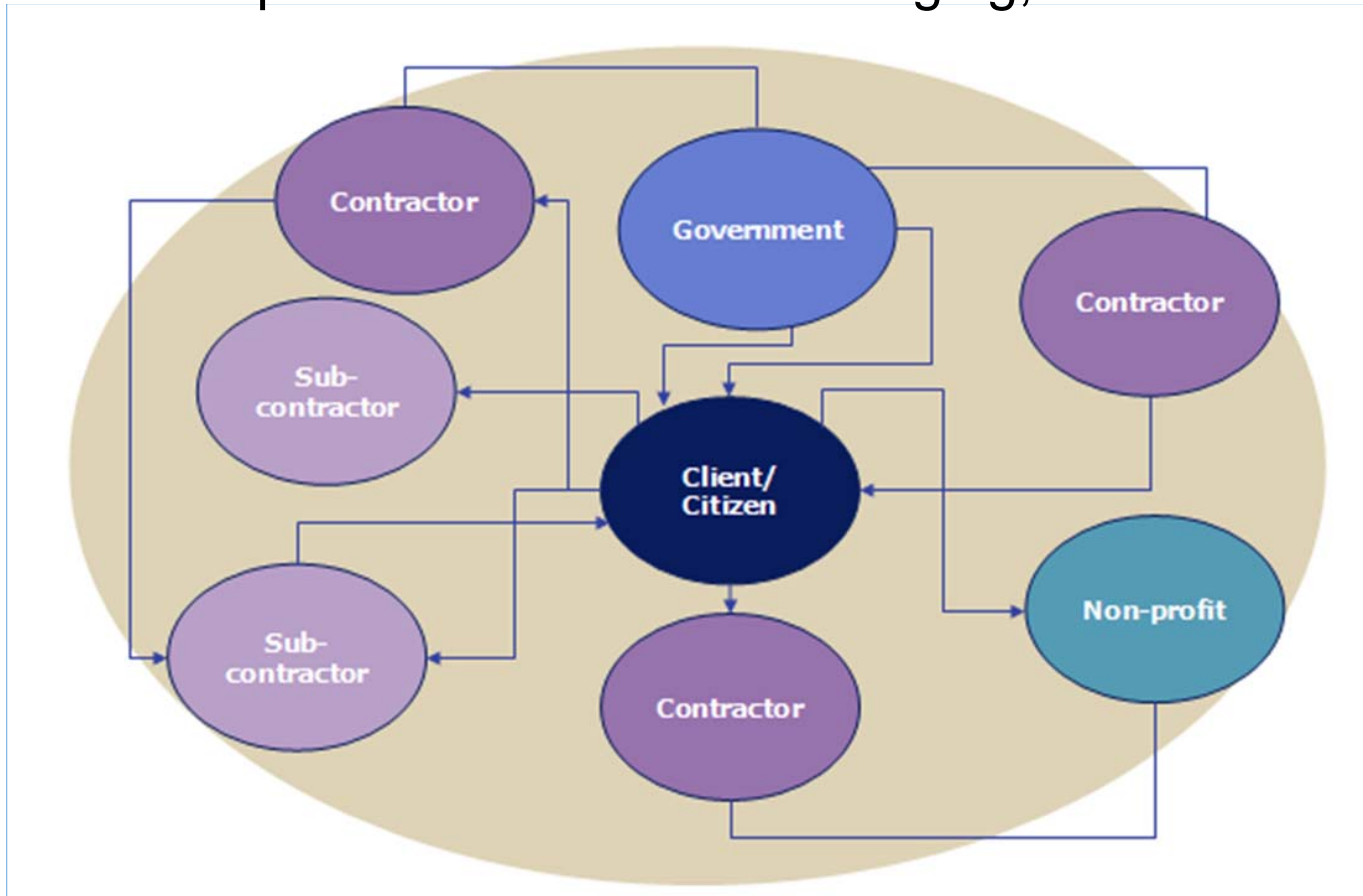 Contractor
Government
Contractor
Sub-
contractor
Client/
Citizen
Non-profit
Sub-
contractor
Contractor